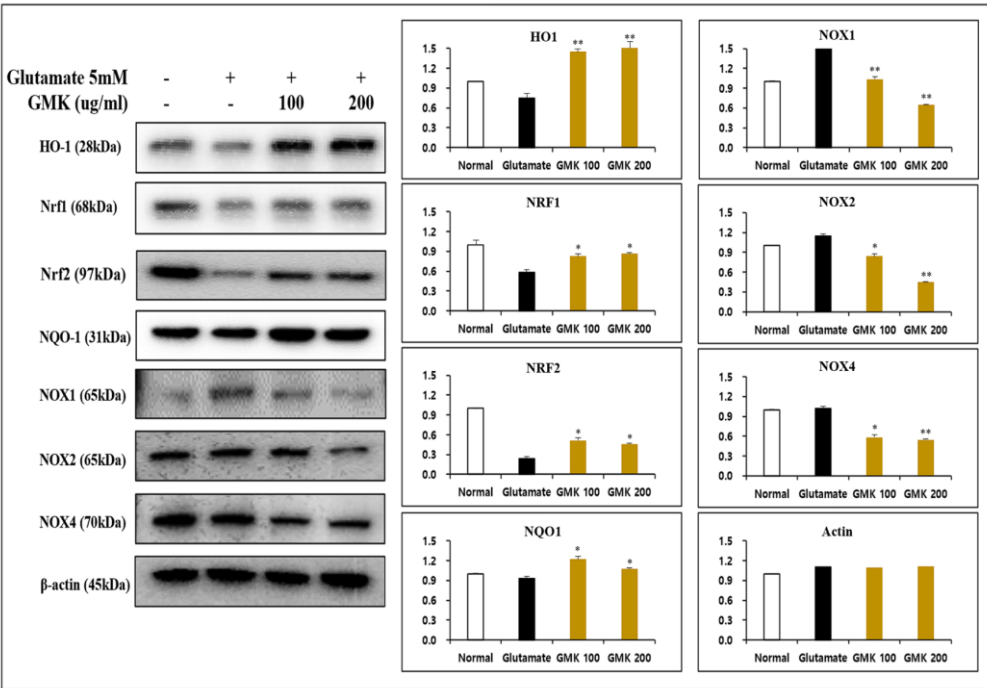 Glutamate 5mM - + + +
GMK (ug/ml) - - 100 200
HO-1 (28kDa)
Nrf1 (68kDa)
Nrf2 (97kDa)
NQO-1 (31kDa)
NOX1 (65kDa)
NOX2 (65kDa)
NOX4 (70kDa)
β-actin (45kDa)
HO1
** **
1.5
1.2
0.9
0.6
0.3
0.0
Normal Glutamate GMK 100 GMK 200
NOX1
** **
1.5
1.2
0.9
0.6
0.3
0.0
Normal Glutamate GMK 100 GMK 200
NRF1
* *
1.5
1.2
0.9
0.6
0.3
0.0
Normal Glutamate GMK 100 GMK 200
NOX2
* **
1.5
1.2
0.9
0.6
0.3
0.0
Normal Glutamate GMK 100 GMK 200
NRF2
* *
1.5
1.2
0.9
0.6
0.3
0.0
Normal Glutamate GMK 100 GMK 200
NOX4
* **
1.5
1.2
0.9
0.6
0.3
0.0
Normal Glutamate GMK 100 GMK 200
NQO1
* *
1.5
1.2
0.9
0.6
0.3
0.0
Normal Glutamate GMK 100 GMK 200
Actin
1.5
1.2
0.9
0.6
0.3
0.0
Normal Glutamate GMK 100 GMK 200